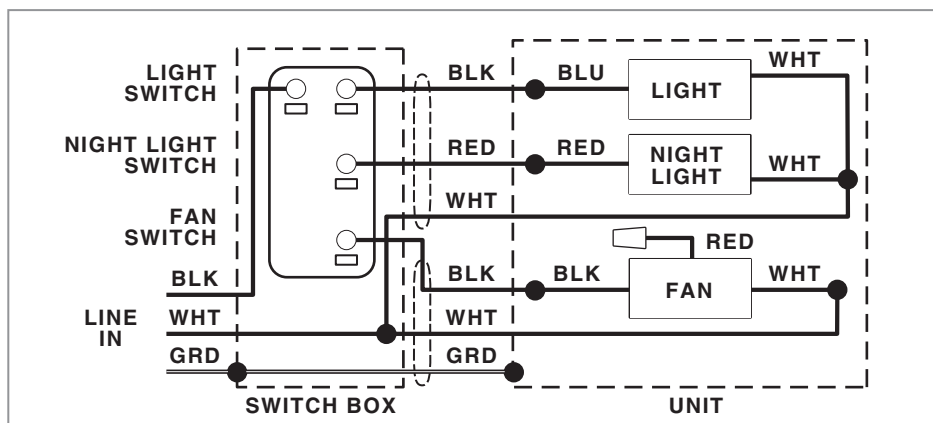 LIGHT
SWITCH
BLK
BLU
LIGHT
WHT
NIGHT LIGHT
SWITCH
RED
RED
NIGHT
LIGHT
WHT
WHT
FAN
SWITCH
RED
BLK
BLK
BLK
FAN
WHT
LINE
IN
WHT
WHT
GRD
GRD
SWITCH BOX
UNIT